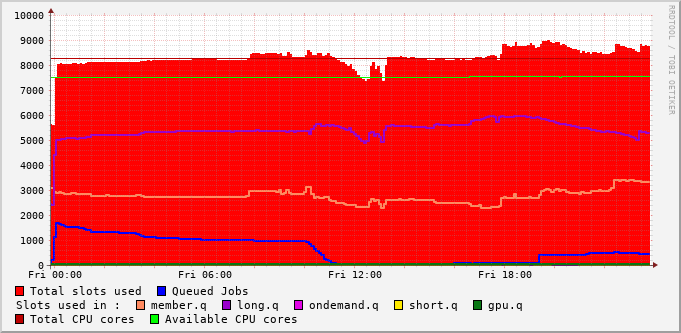 10000
9000
8000
7000
6000
5000
4000
3000
2000
1000
0
Fri 00:00 Fri 06:00 Fri 12:00 Fri 18:00
RRDTOOL / TOBI OETIKER
Total slots used Queued Jobs
Slots used in : member.q long.q ondemand.q short.q gpu.q
Total CPU cores Available CPU cores